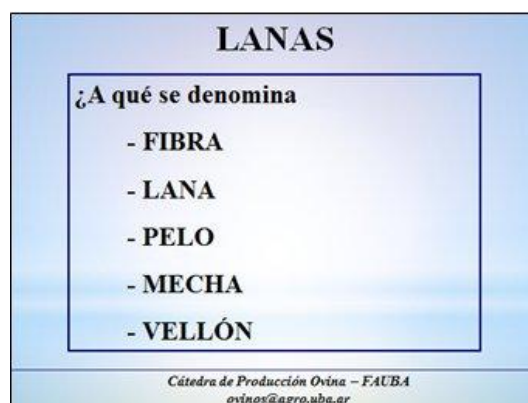 LANAS
¿A qué se denomina
- FIBRA
- LANA
- PELO
- MECHA
- VELLÓN
Cátedra de Producción Ovina – FAUBA
ovinos@agro.uba.ar